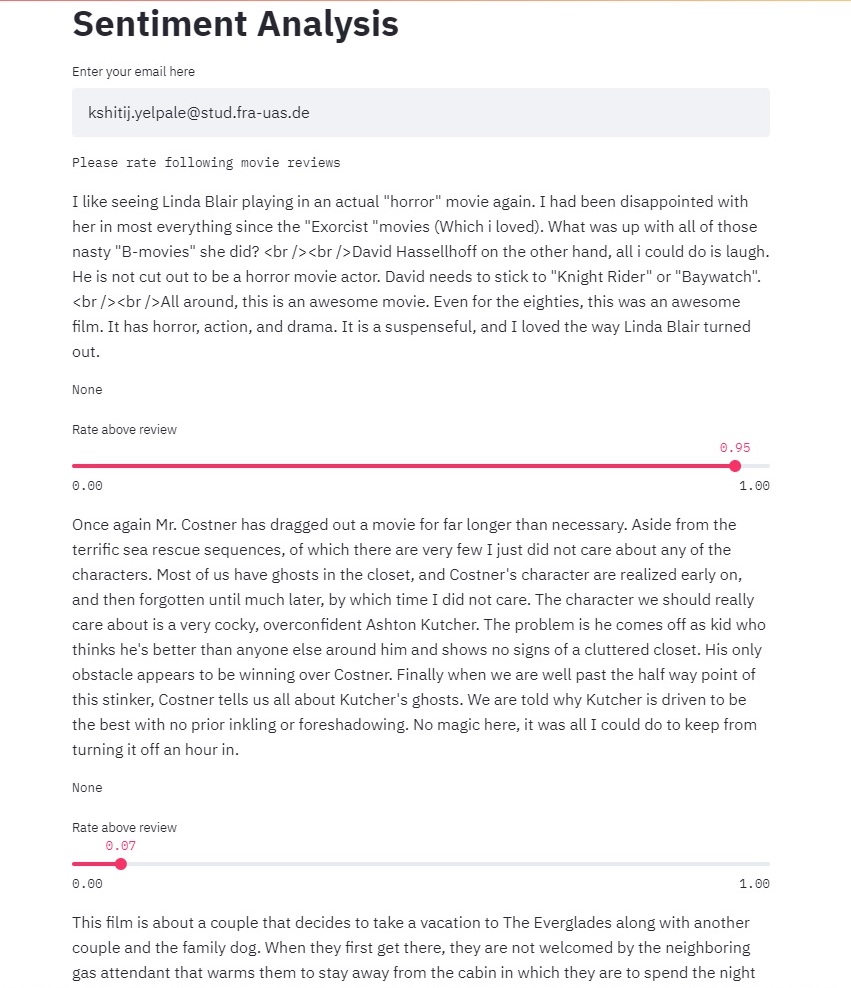 Sentiment Analysis
Enter your email here
kshitij.yelpale@stud.fra-uas.de
Please rate following movie reviews
I like seeing Linda Blair playing in an actual "horror" movie again. I had been disappointed with
her in most everything since the "Exorcist "movies (Which i loved). What was up with all of those
nasty "B-movies" she did? <br /><br />David Hassellhoff on the other hand, all i could do is laugh.
He is not cut out to be a horror movie actor. David needs to stick to "Knight Rider" or "Baywatch".
<br /><br />All around, this is an awesome movie. Even for the eighties, this was an awesome
film. It has horror, action, and drama. It is a suspenseful, and I loved the way Linda Blair turned
out.
None
Rate above review
0.95
0.00 1.00
Once again Mr. Costner has dragged out a movie for far longer than necessary. Aside from the
terrific sea rescue sequences, of which there are very few I just did not care about any of the
characters. Most of us have ghosts in the closet, and Costner's character are realized early on,
and then forgotten until much later, by which time I did not care. The character we should really
care about is a very cocky, overconfident Ashton Kutcher. The problem is he comes off as kid who
thinks he's better than anyone else around him and shows no signs of a cluttered closet. His only
obstacle appears to be winning over Costner. Finally when we are well past the half way point of
this stinker, Costner tells us all about Kutcher's ghosts. We are told why Kutcher is driven to be
the best with no prior inkling or foreshadowing. No magic here, it was all I could do to keep from
turning it off an hour in.
None
Rate above review
0.07
0.00 1.00
This film is about a couple that decides to take a vacation to The Everglades along with another
couple and the family dog. When they first get there, they are not welcomed by the neighboring
gas attendant that warms them to stay away from the cabin in which they are to spend the night